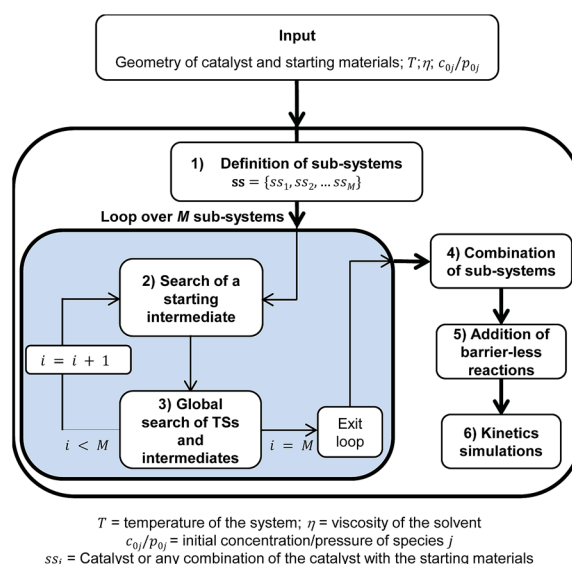 Input
Geometry of catalyst and starting materials; T; η; c₀ⱼ/p₀ⱼ
1) Definition of sub-systems
ss = {ss₁, ss₂, … ss_M}
Loop over M sub-systems
2) Search of a
starting
intermediate
i = i + 1
3) Global
search of TSs
and
intermediates
i < M
i = M
Exit
loop
4) Combination
of sub-systems
5) Addition of
barrier-less
reactions
6) Kinetics
simulations
T = temperature of the system; η = viscosity of the solvent
c₀ⱼ/p₀ⱼ = initial concentration/pressure of species j
ssᵢ = Catalyst or any combination of the catalyst with the starting materials